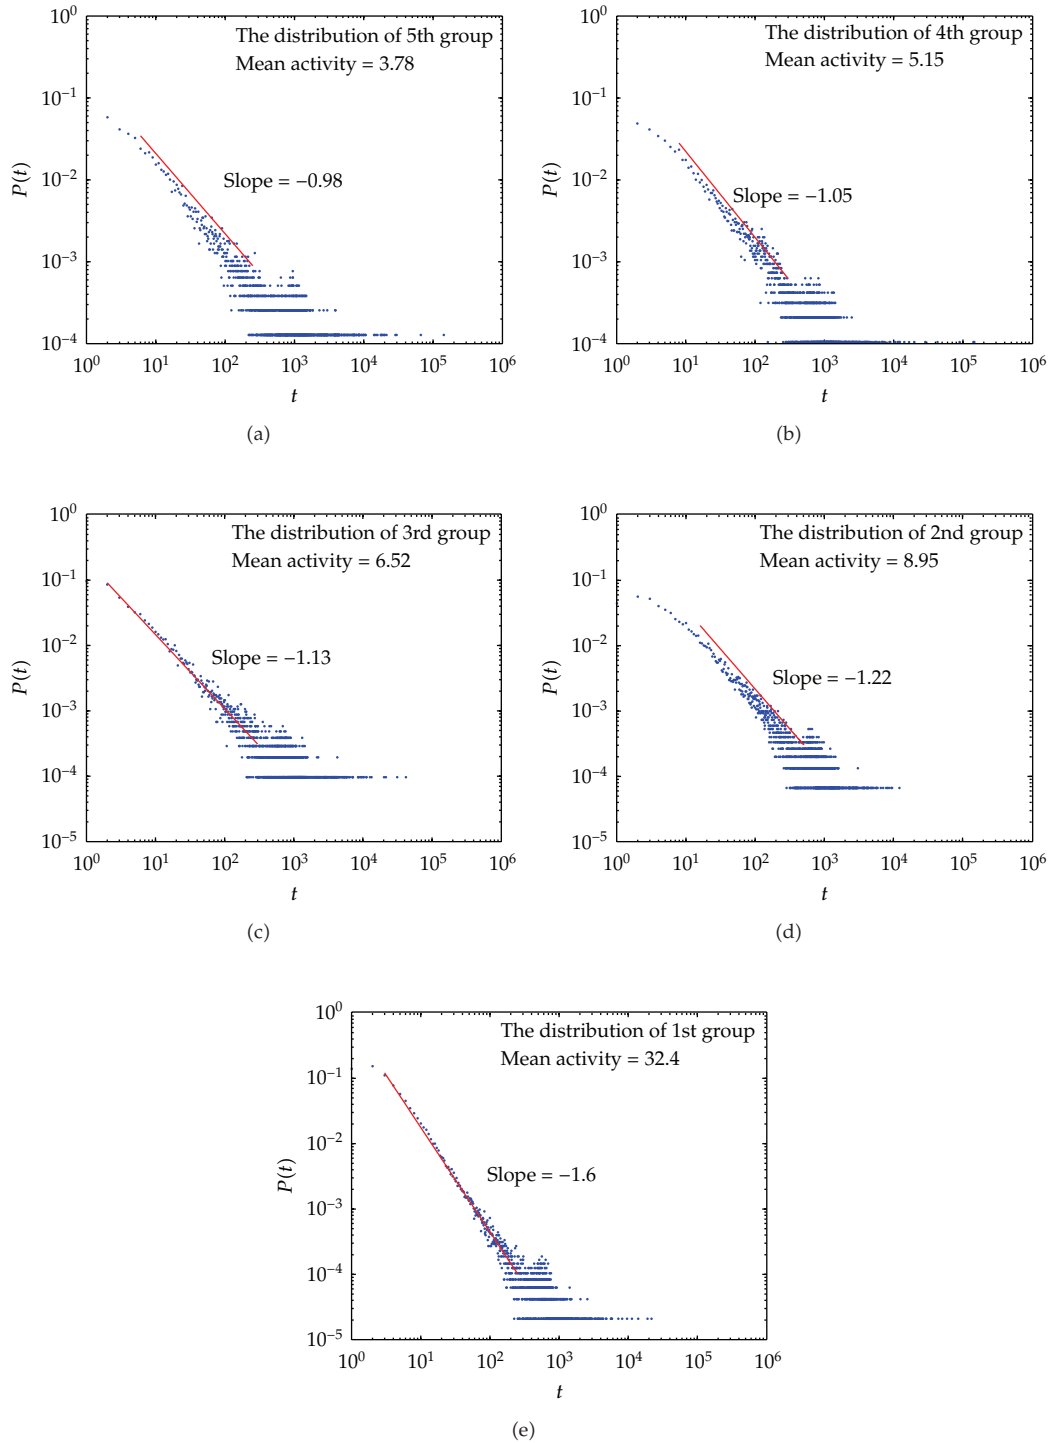 10^0
The distribution of 5th group
Mean activity = 3.78
10^−1
10^−2
Slope = −0.98
P(t)
10^−3
10^−4
10^0 10^1 10^2 10^3 10^4 10^5 10^6
t
(a)
10^0
The distribution of 4th group
Mean activity = 5.15
10^−1
10^−2
Slope = −1.05
P(t)
10^−3
10^−4
10^0 10^1 10^2 10^3 10^4 10^5 10^6
t
(b)
10^0
The distribution of 3rd group
Mean activity = 6.52
10^−1
10^−2
Slope = −1.13
P(t)
10^−3
10^−4
10^−5
10^0 10^1 10^2 10^3 10^4 10^5 10^6
t
(c)
10^0
The distribution of 2nd group
Mean activity = 8.95
10^−1
10^−2
Slope = −1.22
P(t)
10^−3
10^−4
10^−5
10^0 10^1 10^2 10^3 10^4 10^5 10^6
t
(d)
10^0
The distribution of 1st group
Mean activity = 32.4
10^−1
10^−2
Slope = −1.6
P(t)
10^−3
10^−4
10^−5
10^0 10^1 10^2 10^3 10^4 10^5 10^6
t
(e)